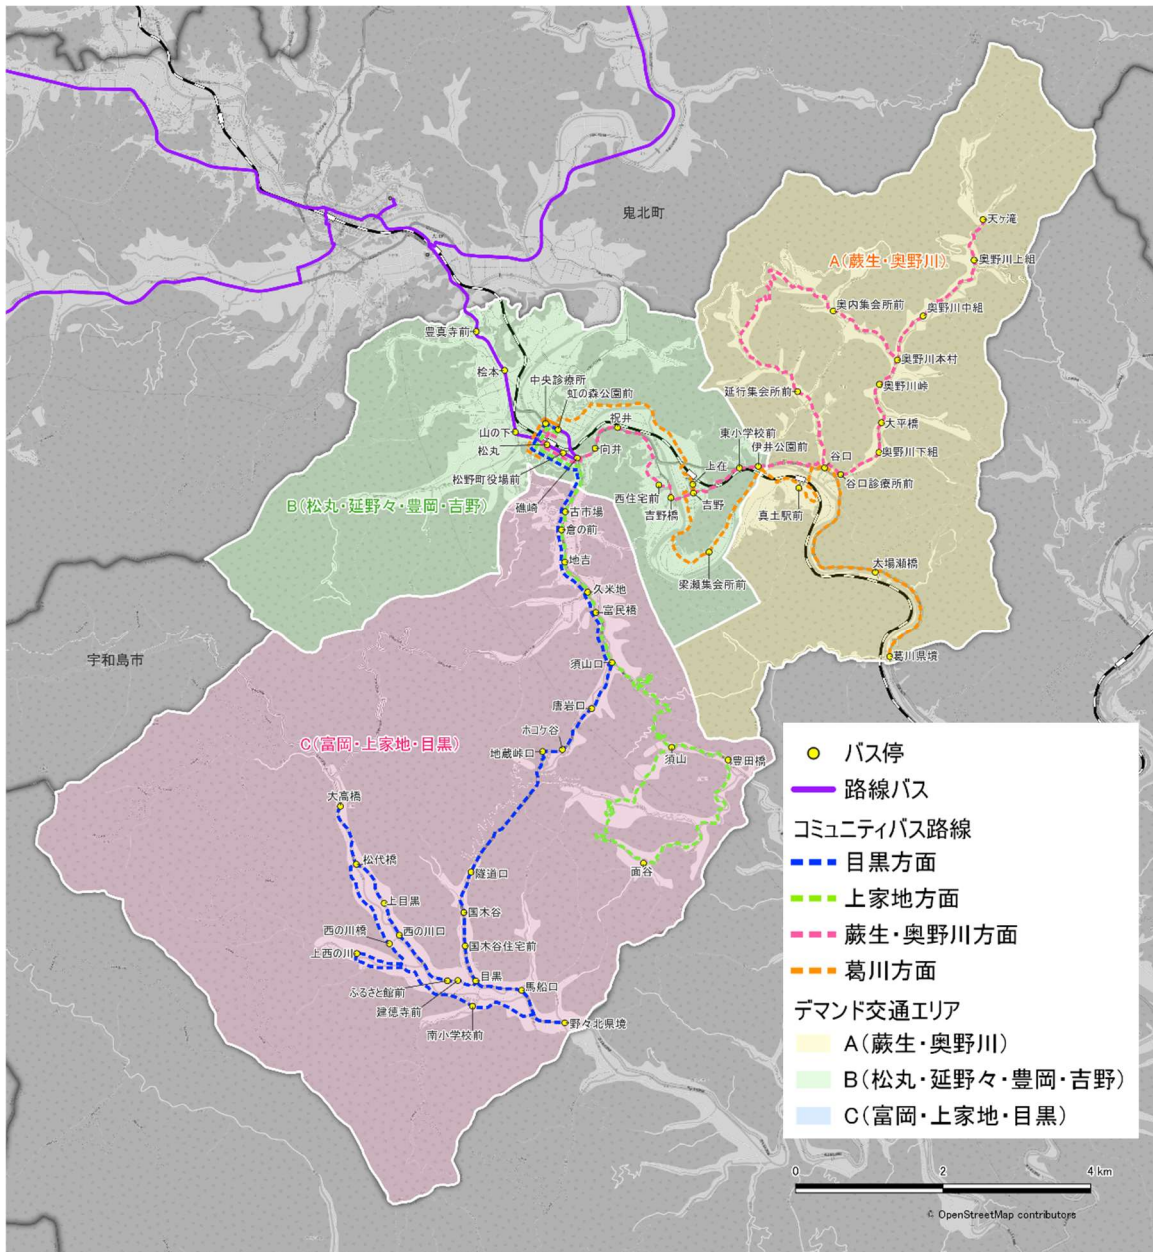 鬼北町
天ヶ滝
A(蕨生・奥野川)
奥野川上組
奥内集会所前
奥野川中組
豊真寺前
奥野川本村
桧本
中央診療所
奥野川峠
虹の森公園前
延行集会所前
祝井
大平橋
山の下
東小学校前
伊井公園前
松丸
向井
奥野川下組
谷口
上在
松野町役場前
谷口診療所前
西住宅前
吉野
B(松丸・延野々・豊岡・吉野)
礁崎
吉野橋
真土駅前
古市場
倉の前
地吉
太場瀬橋
梁瀬集会所前
久米地
富民橋
宇和島市
葛川県境
須山口
唐岩口
ホコケ谷
C(富岡・上家地・目黒)
地蔵峠口
須山
豊田橋
大高橋
松代橋
隧道口
面谷
上目黒
国木谷
西の川橋
西の川口
国木谷住宅前
上西の川
目黒
ふるさと館前
馬船口
建徳寺前
南小学校前
野々北県境
バス停
路線バス
コミュニティバス路線
目黒方面
上家地方面
蕨生・奥野川方面
葛川方面
デマンド交通エリア
A(蕨生・奥野川)
B(松丸・延野々・豊岡・吉野)
C(富岡・上家地・目黒)
0 2 4 km
© OpenStreetMap contributors